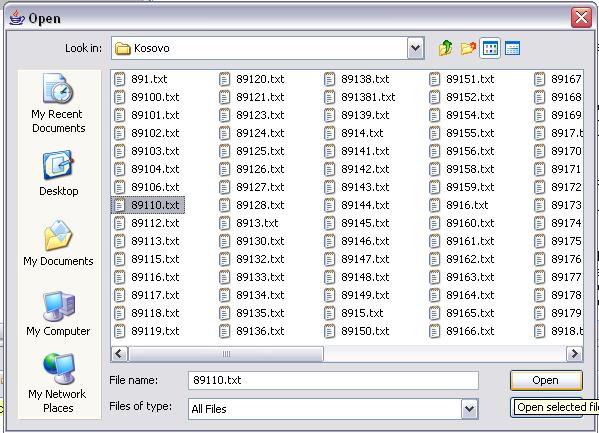 Open
Look in: Kosovo
My Recent
Documents
Desktop
My Documents
My Computer
My Network
Places
891.txt 89120.txt 89138.txt 89151.txt 89167
89100.txt 89121.txt 891381.txt 89152.txt 89168
89101.txt 89123.txt 89139.txt 89154.txt 89169
89102.txt 89124.txt 8914.txt 89155.txt 8917.t
89103.txt 89125.txt 89141.txt 89156.txt 89170
89104.txt 89126.txt 89142.txt 89158.txt 89171
89106.txt 89127.txt 89143.txt 89159.txt 89172
89110.txt 89128.txt 89144.txt 8916.txt 89173
89112.txt 8913.txt 89145.txt 89160.txt 89174
89113.txt 89130.txt 89146.txt 89161.txt 89175
89115.txt 89132.txt 89147.txt 89162.txt 89176
89116.txt 89133.txt 89148.txt 89163.txt 89177
89117.txt 89134.txt 89149.txt 89164.txt 89178
89118.txt 89135.txt 8915.txt 89165.txt 89179
89119.txt 89136.txt 89150.txt 89166.txt 8918.t
File name: 89110.txt Open
Files of type: All Files Open selected file